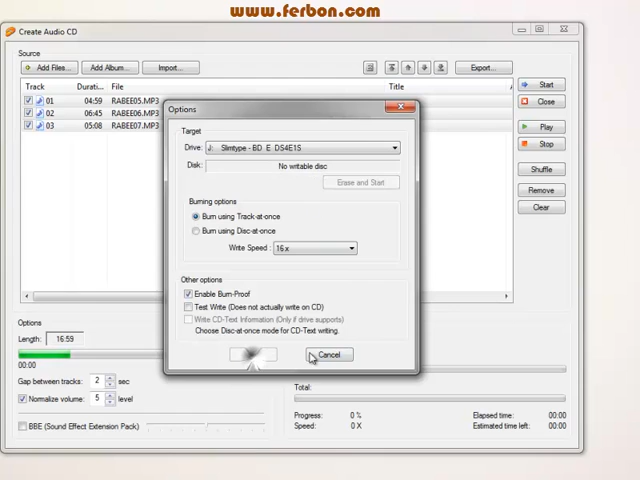 www.ferbon.com
Create Audio CD
Source
Add Files...
Add Album...
Import...
Export...
Track Durati... File Title
01 04:59 RABEE05.MP3
02 06:45 RABEE06.MP3
03 05:08 RABEE07.MP3
Start
Close
Play
Stop
Shuffle
Remove
Clear
Options
Target
Drive: J: Slimtype - BD E DS4E1S
Disk: No writable disc
Erase and Start
Burning options
Burn using Track-at-once
Burn using Disc-at-once
Write Speed : 16 x
Other options
Enable Burn-Proof
Test Write (Does not actually write on CD)
Write CD-Text Information (Only if drive supports)
Choose Disc-at-once mode for CD-Text writing.
Cancel
Options
Length: 16:59
00:00
Gap between tracks: 2 sec
Normalize volume: 5 level
BBE (Sound Effect Extension Pack)
Total:
Progress: 0 % Elapsed time: 00:00
Speed: 0 X Estimated time left: 00:00